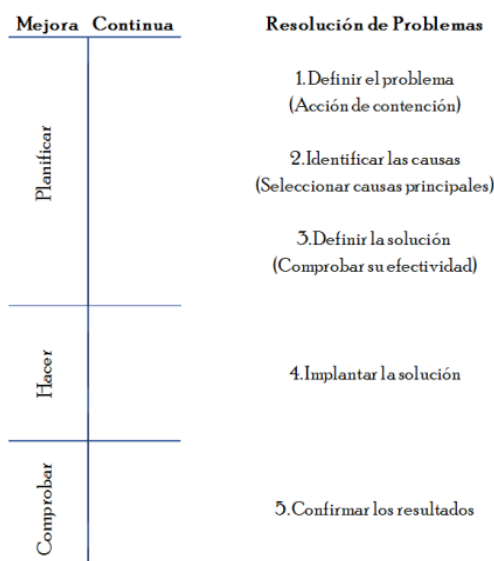 Mejora Continua
Resolución de Problemas
Planificar
1.Definir el problema
(Acción de contención)
2.Identificar las causas
(Seleccionar causas principales)
3.Definir la solución
(Comprobar su efectividad)
Hacer
4.Implantar la solución
Comprobar
5.Confirmar los resultados